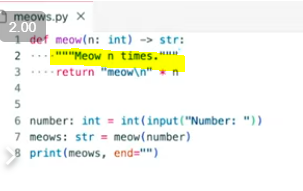 meows.py X
2.00
1 def meow(n: int) -> str:
2 """Meow n times."""
3 return "meow\n" * n
4
5
6 number: int = int(input("Number: "))
7 meows: str = meow(number)
8 print(meows, end="")